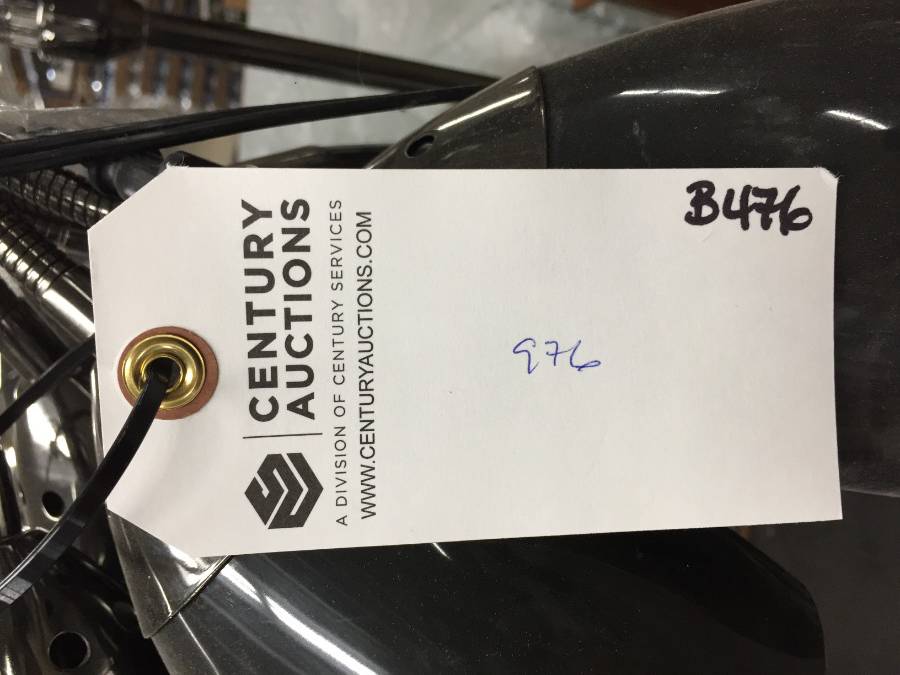 B476
976
CENTURY
AUCTIONS
A DIVISION OF CENTURY SERVICES
WWW.CENTURYAUCTIONS.COM